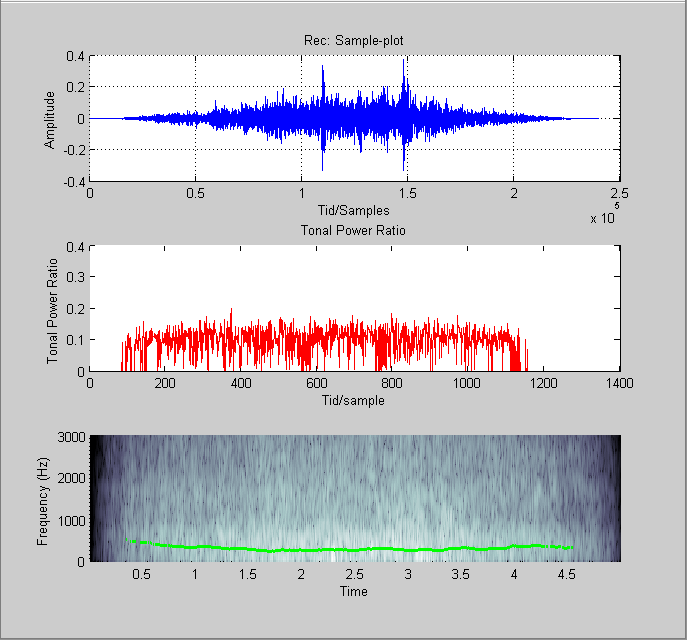 Rec: Sample-plot
0.4
0.2
0
-0.2
-0.4
Amplitude
0 0.5 1 1.5 2 2.5
Tid/Samples
x 10^5
Tonal Power Ratio
0.4
0.3
0.2
0.1
0
Tonal Power Ratio
0 200 400 600 800 1000 1200 1400
Tid/sample
3000
2000
1000
0
Frequency (Hz)
0.5 1 1.5 2 2.5 3 3.5 4 4.5
Time